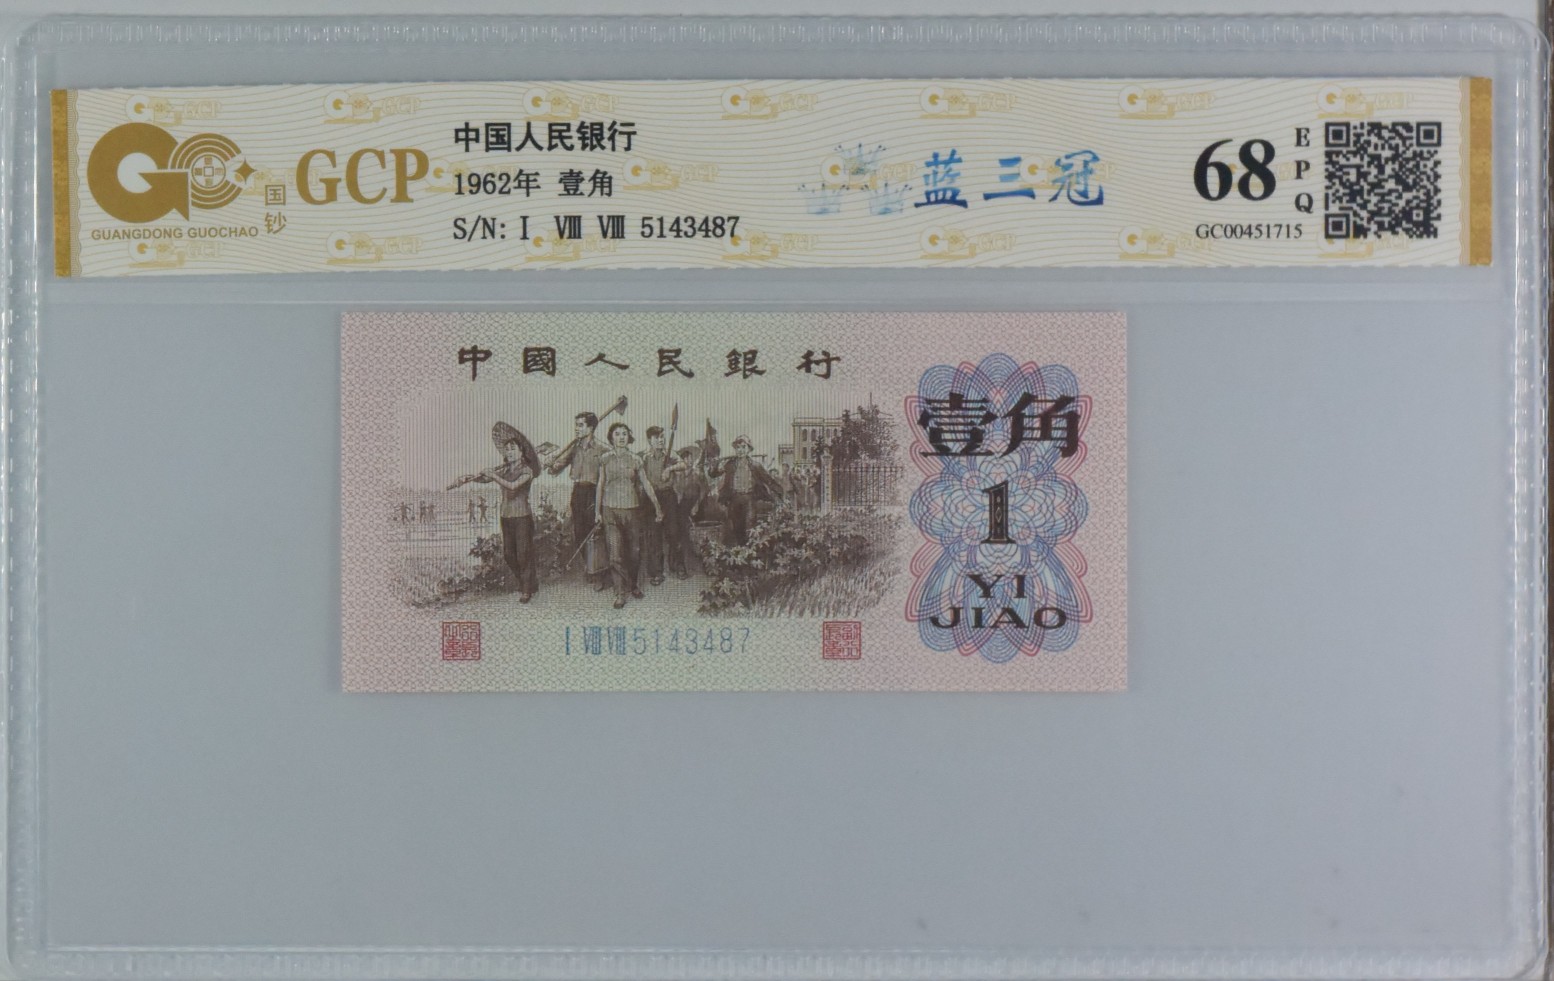 国钞
GUANGDONG GUOCHAO
GCP
中国人民银行
1962年 壹角
S/N: I Ⅷ Ⅷ 5143487
蓝三冠
68
EPQ
GC00451715
中國人民銀行
壹角
1
YI
JIAO
I Ⅷ Ⅷ 5143487